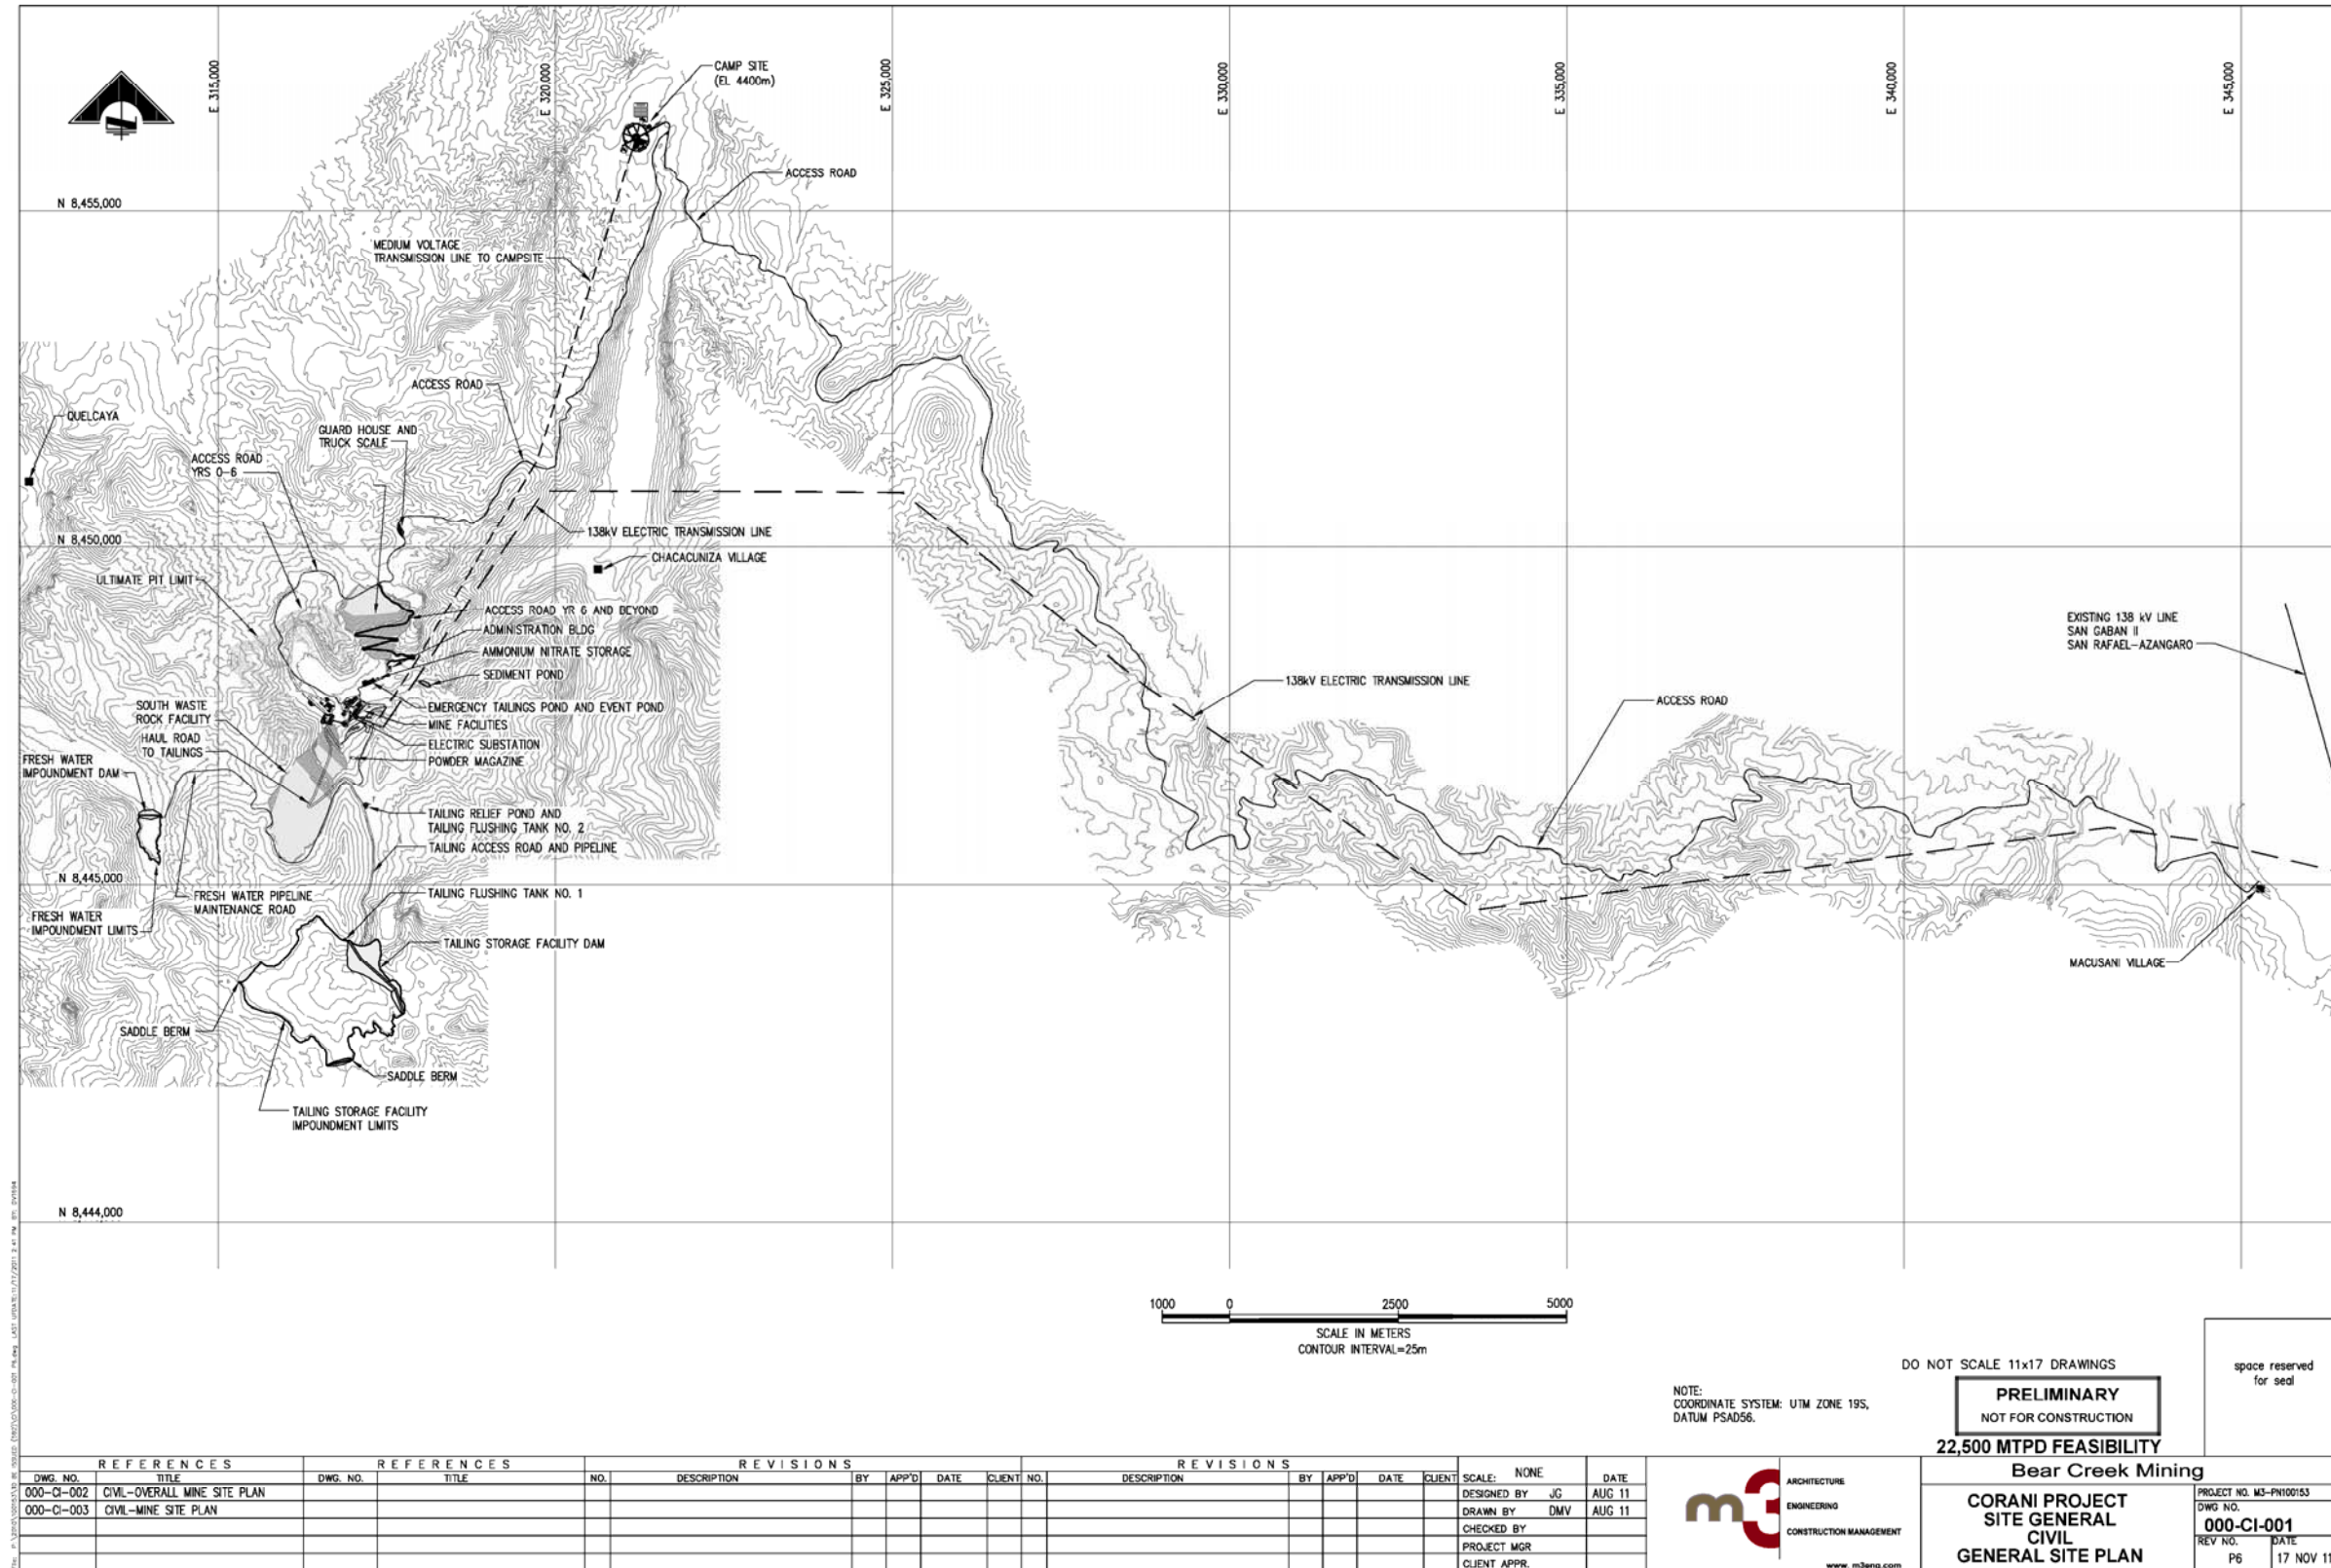 E 315,000
E 320,000
E 325,000
E 330,000
E 335,000
E 340,000
E 345,000
CAMP SITE
(EL 4400m)
ACCESS ROAD
N 8,455,000
MEDIUM VOLTAGE
TRANSMISSION LINE TO CAMPSITE
ACCESS ROAD
QUELCAYA
GUARD HOUSE AND
TRUCK SCALE
ACCESS ROAD
YRS 0-6
138kV ELECTRIC TRANSMISSION LINE
N 8,450,000
CHACACUNIZA VILLAGE
ULTIMATE PIT LIMIT
ACCESS ROAD YR 6 AND BEYOND
ADMINISTRATION BLDG
AMMONIUM NITRATE STORAGE
SEDIMENT POND
EXISTING 138 kV LINE
SAN GABAN II
SAN RAFAEL-AZANGARO
138kV ELECTRIC TRANSMISSION LINE
ACCESS ROAD
SOUTH WASTE
ROCK FACILITY
EMERGENCY TAILINGS POND AND EVENT POND
MINE FACILITIES
HAUL ROAD
TO TAILINGS
ELECTRIC SUBSTATION
POWDER MAGAZINE
FRESH WATER
IMPOUNDMENT DAM
TAILING RELIEF POND AND
TAILING FLUSHING TANK NO. 2
TAILING ACCESS ROAD AND PIPELINE
N 8,445,000
FRESH WATER PIPELINE
MAINTENANCE ROAD
TAILING FLUSHING TANK NO. 1
FRESH WATER
IMPOUNDMENT LIMITS
TAILING STORAGE FACILITY DAM
MACUSANI VILLAGE
SADDLE BERM
SADDLE BERM
TAILING STORAGE FACILITY
IMPOUNDMENT LIMITS
N 8,444,000
1000 0 2500 5000
SCALE IN METERS
CONTOUR INTERVAL=25m
DO NOT SCALE 11x17 DRAWINGS
space reserved
for seal
NOTE:
COORDINATE SYSTEM: UTM ZONE 19S,
DATUM PSAD56.
PRELIMINARY
NOT FOR CONSTRUCTION
22,500 MTPD FEASIBILITY
REFERENCES REFERENCES REVISIONS REVISIONS
DWG. NO. TITLE DWG. NO. TITLE NO. DESCRIPTION BY APP'D DATE CLIENT NO. DESCRIPTION BY APP'D DATE CLIENT
000-CI-002 CIVIL-OVERALL MINE SITE PLAN
000-CI-003 CIVIL-MINE SITE PLAN
SCALE: NONE DATE
DESIGNED BY JG AUG 11
DRAWN BY DMV AUG 11
CHECKED BY
PROJECT MGR
CLIENT APPR.
m3
ARCHITECTURE
ENGINEERING
CONSTRUCTION MANAGEMENT
www.m3eng.com
Bear Creek Mining
CORANI PROJECT
SITE GENERAL
CIVIL
GENERAL SITE PLAN
PROJECT NO. M3-PN100153
DWG NO.
000-CI-001
REV NO. DATE
P6 17 NOV 11